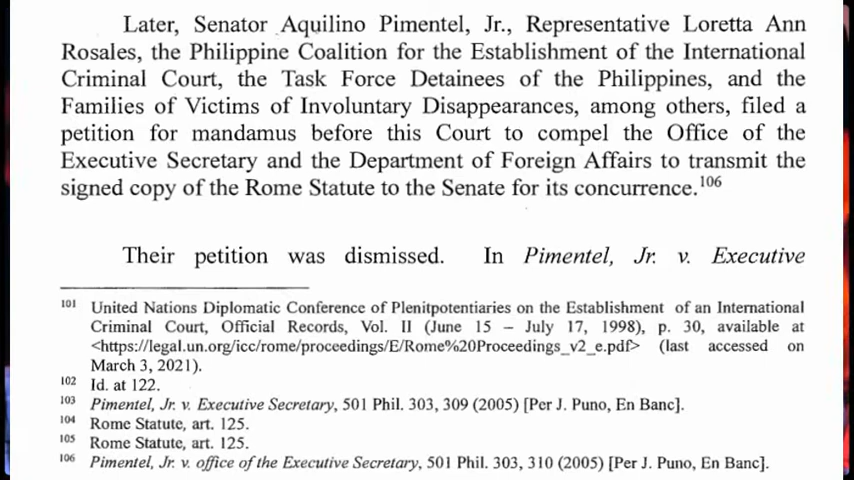 Later, Senator Aquilino Pimentel, Jr., Representative Loretta Ann
Rosales, the Philippine Coalition for the Establishment of the International
Criminal Court, the Task Force Detainees of the Philippines, and the
Families of Victims of Involuntary Disappearances, among others, filed a
petition for mandamus before this Court to compel the Office of the
Executive Secretary and the Department of Foreign Affairs to transmit the
signed copy of the Rome Statute to the Senate for its concurrence.106
Their petition was dismissed. In Pimentel, Jr. v. Executive
101 United Nations Diplomatic Conference of Plenitpotentiaries on the Establishment of an International
Criminal Court, Official Records, Vol. II (June 15 – July 17, 1998), p. 30, available at
<https://legal.un.org/icc/rome/proceedings/E/Rome%20Proceedings_v2_e.pdf> (last accessed on
March 3, 2021).
102 Id. at 122.
103 Pimentel, Jr. v. Executive Secretary, 501 Phil. 303, 309 (2005) [Per J. Puno, En Banc].
104 Rome Statute, art. 125.
105 Rome Statute, art. 125.
106 Pimentel, Jr. v. office of the Executive Secretary, 501 Phil. 303, 310 (2005) [Per J. Puno, En Banc].